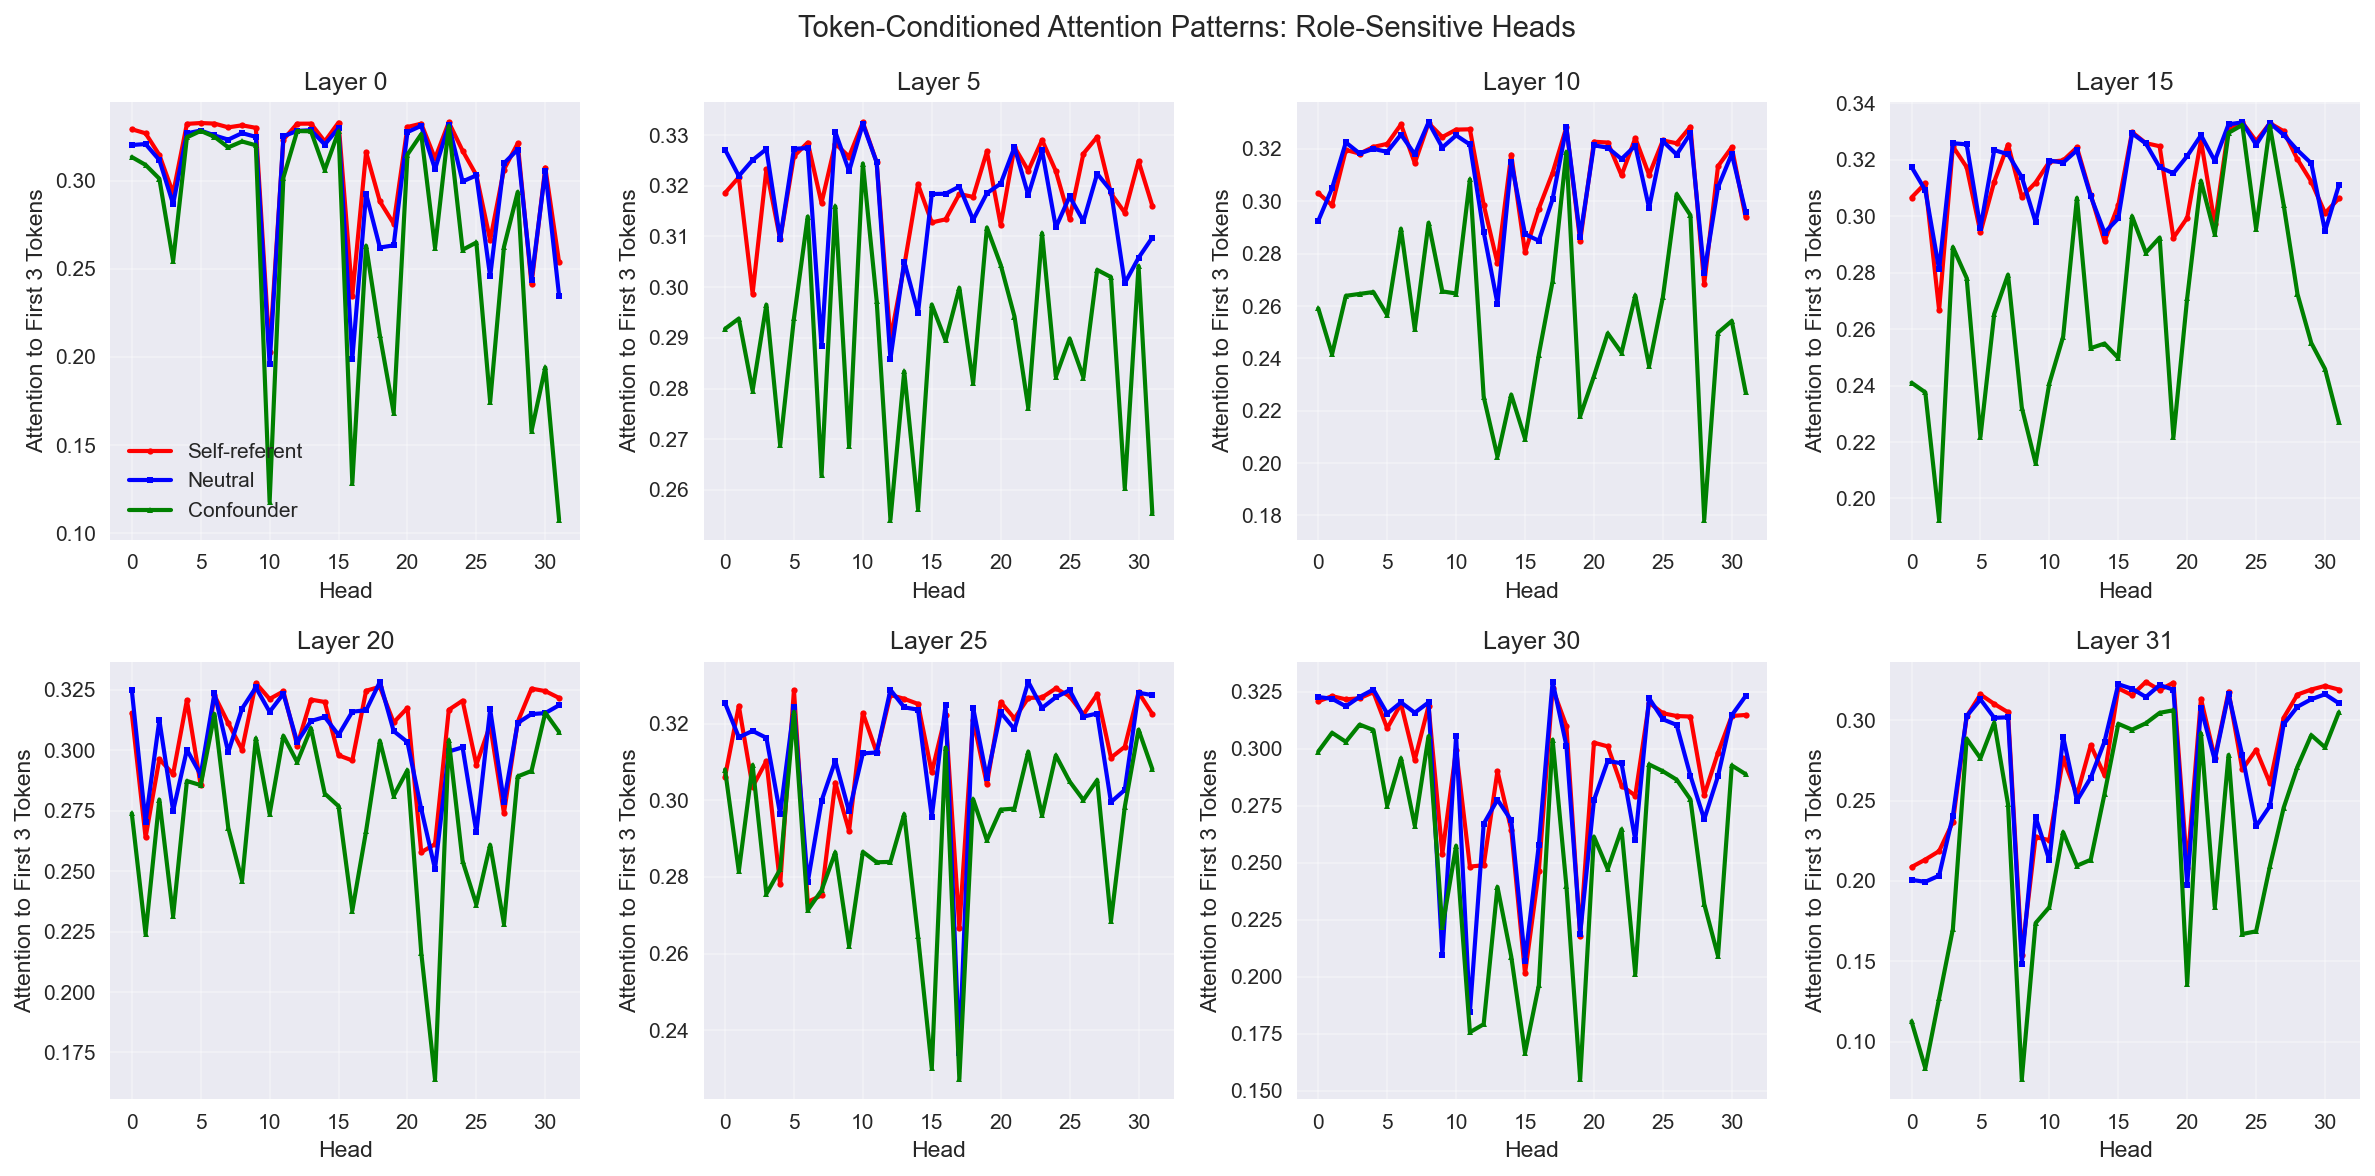 Token-Conditioned Attention Patterns: Role-Sensitive Heads
Layer 0
Attention to First 3 Tokens
0.30
0.25
0.20
0.15
0.10
Self-referent
Neutral
Confounder
0 5 10 15 20 25 30
Head
Layer 5
Attention to First 3 Tokens
0.33
0.32
0.31
0.30
0.29
0.28
0.27
0.26
0 5 10 15 20 25 30
Head
Layer 10
Attention to First 3 Tokens
0.32
0.30
0.28
0.26
0.24
0.22
0.20
0.18
0 5 10 15 20 25 30
Head
Layer 15
Attention to First 3 Tokens
0.34
0.32
0.30
0.28
0.26
0.24
0.22
0.20
0 5 10 15 20 25 30
Head
Layer 20
Attention to First 3 Tokens
0.325
0.300
0.275
0.250
0.225
0.200
0.175
0 5 10 15 20 25 30
Head
Layer 25
Attention to First 3 Tokens
0.32
0.30
0.28
0.26
0.24
0 5 10 15 20 25 30
Head
Layer 30
Attention to First 3 Tokens
0.325
0.300
0.275
0.250
0.225
0.200
0.175
0.150
0 5 10 15 20 25 30
Head
Layer 31
Attention to First 3 Tokens
0.30
0.25
0.20
0.15
0.10
0 5 10 15 20 25 30
Head